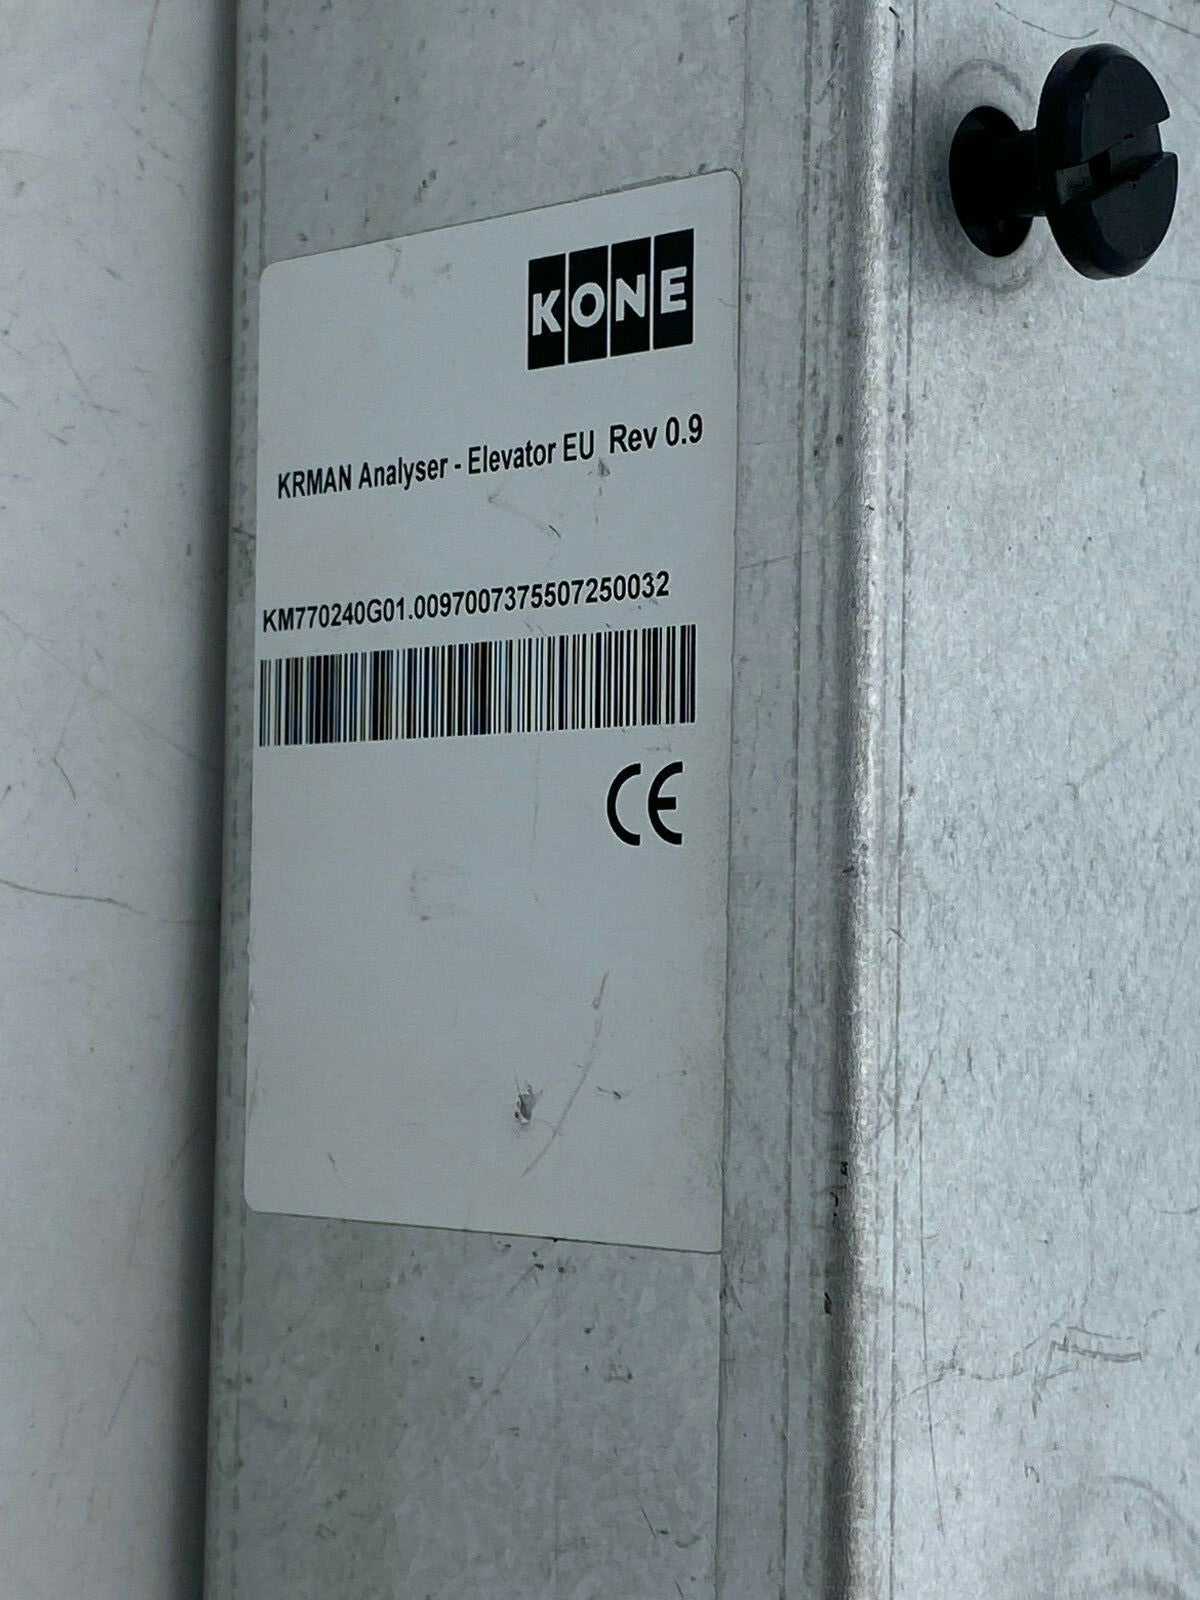 KONE
KRMAN Analyser - Elevator EU Rev 0.9
KM770240G01.0097007375507250032
CE